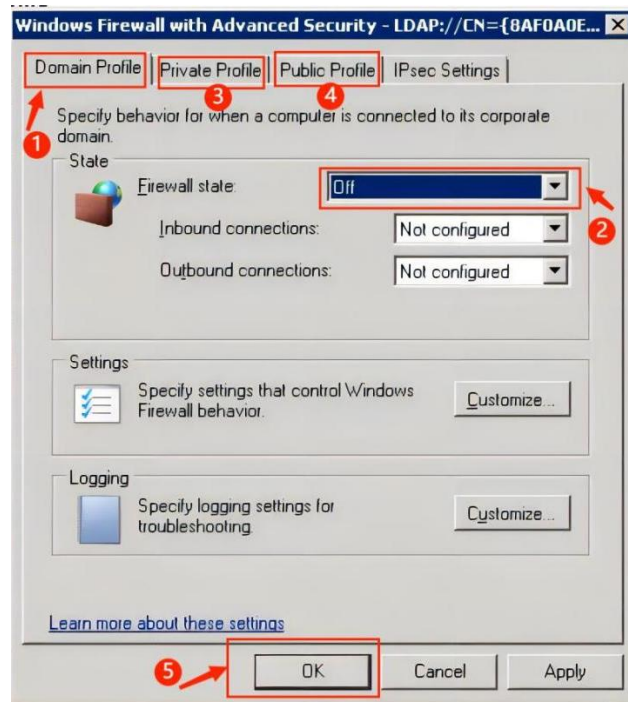 Windows Firewall with Advanced Security - LDAP://CN={8AF0A0E...
Domain Profile Private Profile Public Profile IPsec Settings
1 3 4
Specify behavior for when a computer is connected to its corporate
domain.
State
Firewall state: Off
2
Inbound connections: Not configured
Outbound connections: Not configured
Settings
Specify settings that control Windows
Firewall behavior.
Customize...
Logging
Specify logging settings for
troubleshooting.
Customize...
Learn more about these settings
5 OK Cancel Apply